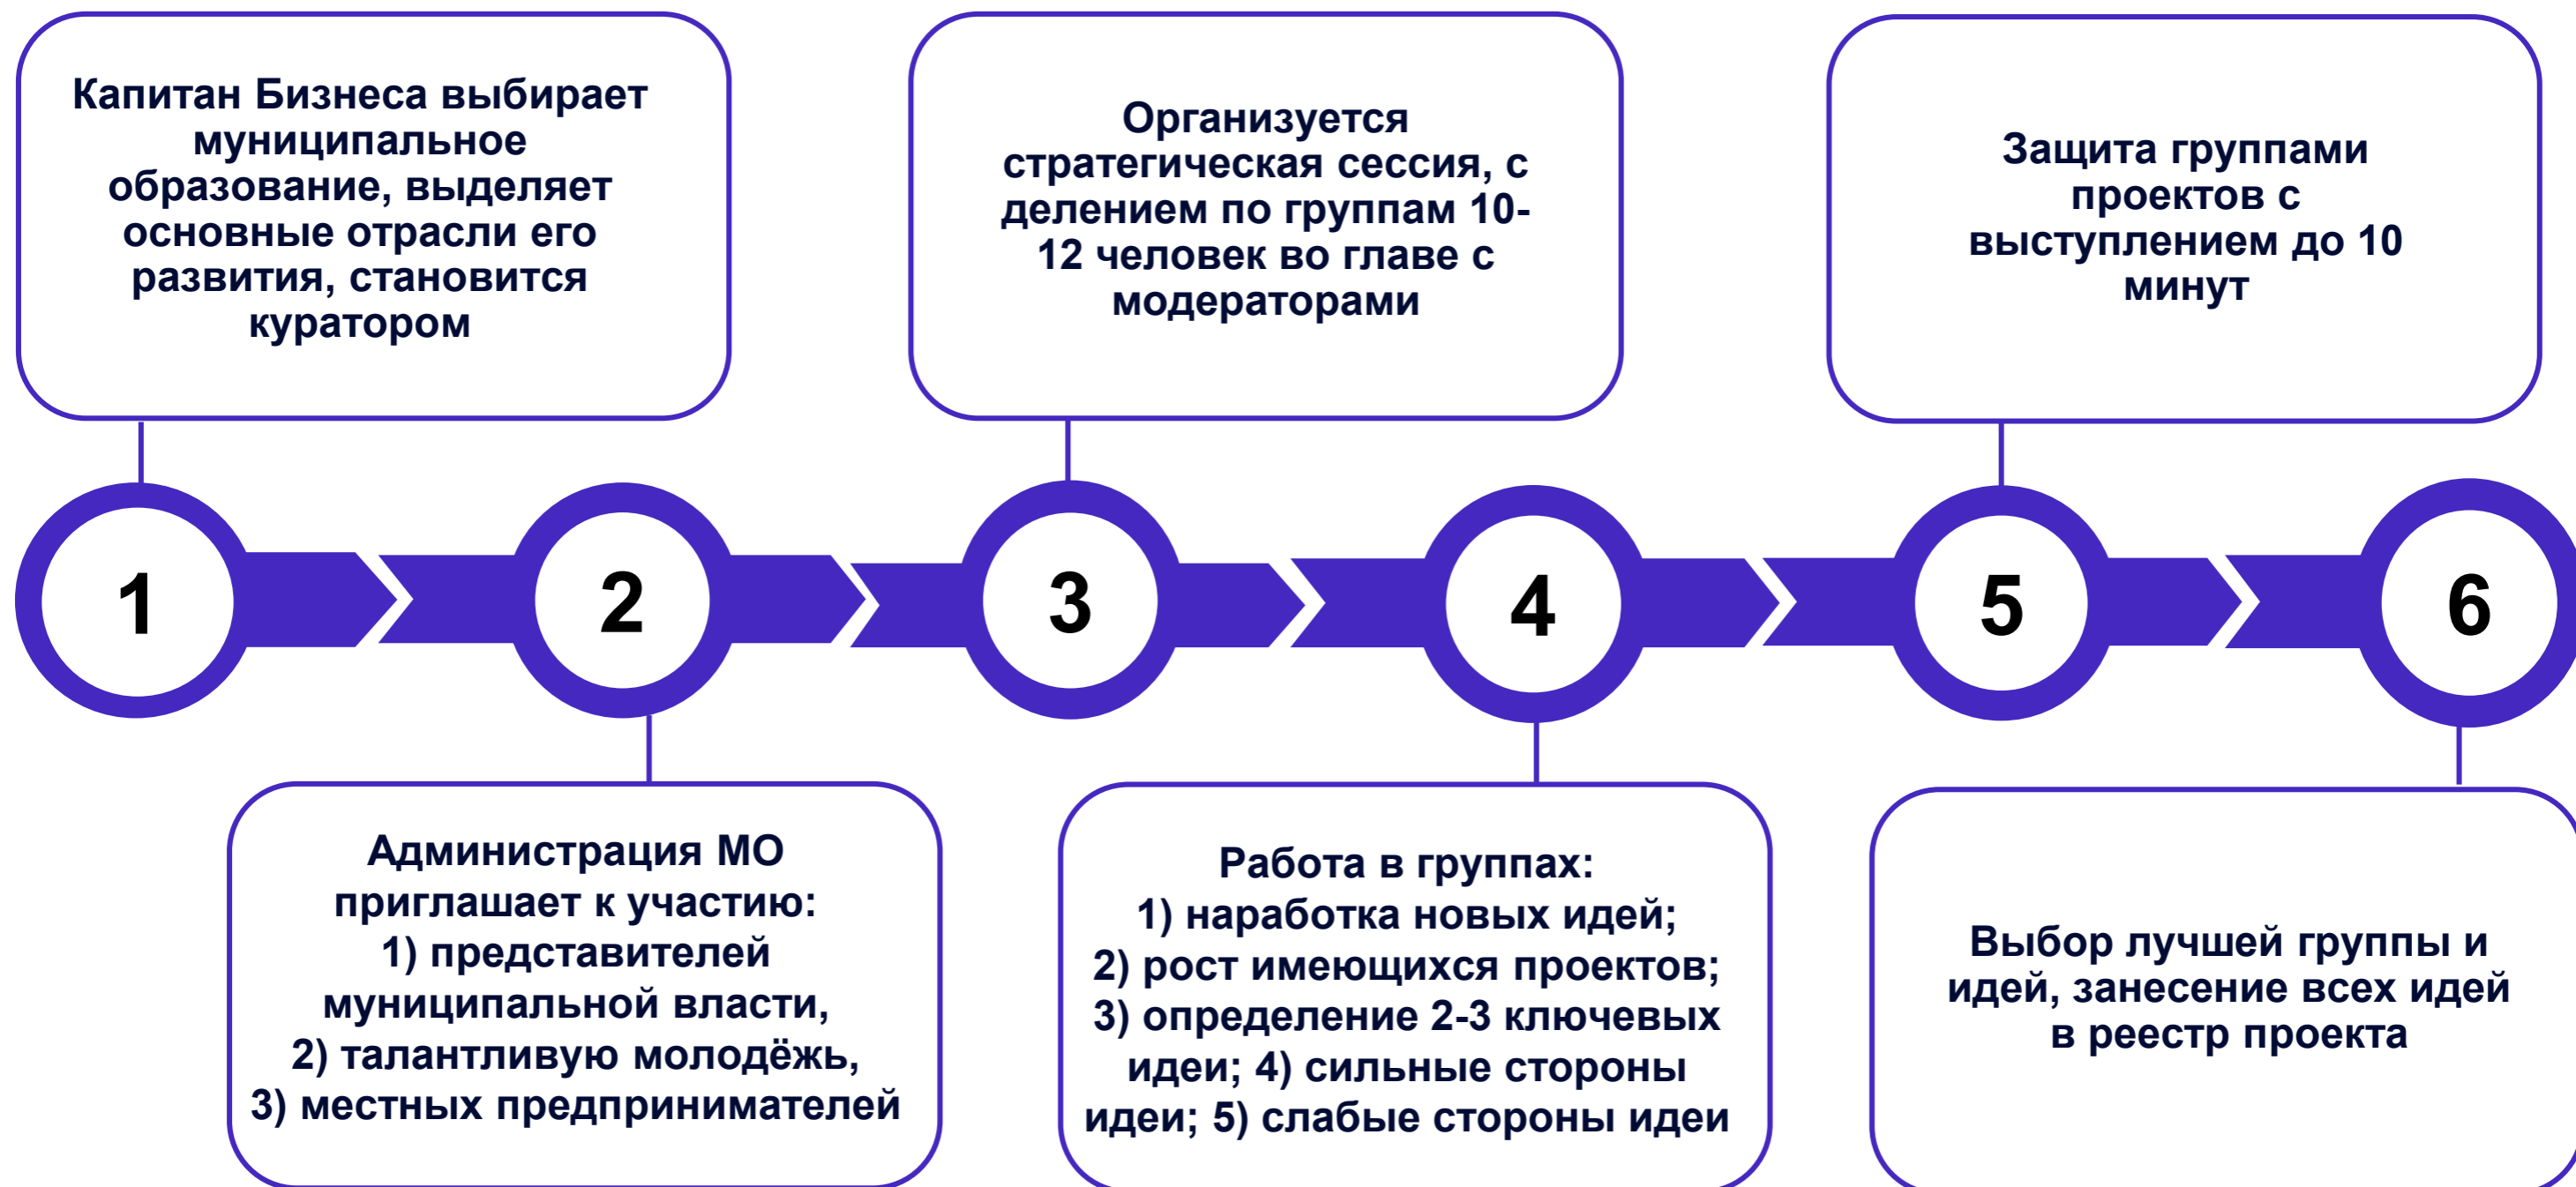 Капитан Бизнеса выбирает
муниципальное
образование, выделяет
основные отрасли его
развития, становится
куратором
Организуется
стратегическая сессия, с
делением по группам 10-
12 человек во главе с
модераторами
Защита группами
проектов с
выступлением до 10
минут
1
2
3
4
5
6
Администрация МО
приглашает к участию:
1) представителей
муниципальной власти,
2) талантливую молодёжь,
3) местных предпринимателей
Работа в группах:
1) наработка новых идей;
2) рост имеющихся проектов;
3) определение 2-3 ключевых
идеи; 4) сильные стороны
идеи; 5) слабые стороны идеи
Выбор лучшей группы и
идей, занесение всех идей
в реестр проекта